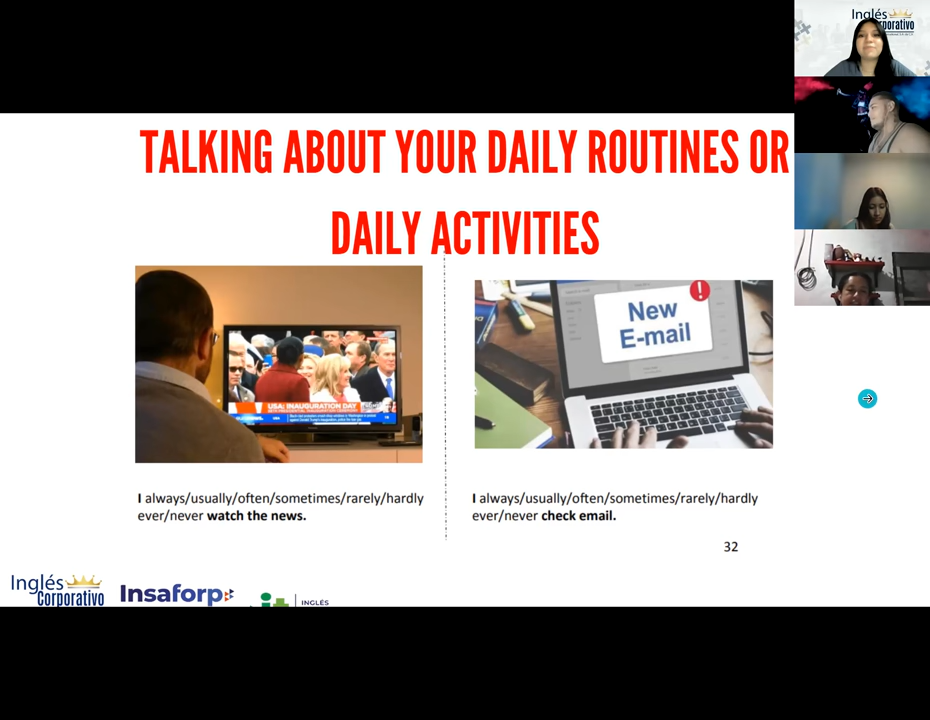 Inglés
Corporativo
TALKING ABOUT YOUR DAILY ROUTINES OR
DAILY ACTIVITIES
USA: INAUGURATION DAY
New
E-mail
!
I always/usually/often/sometimes/rarely/hardly
ever/never watch the news.
I always/usually/often/sometimes/rarely/hardly
ever/never check email.
32
Inglés
Corporativo
Insaforp
INGLÉS